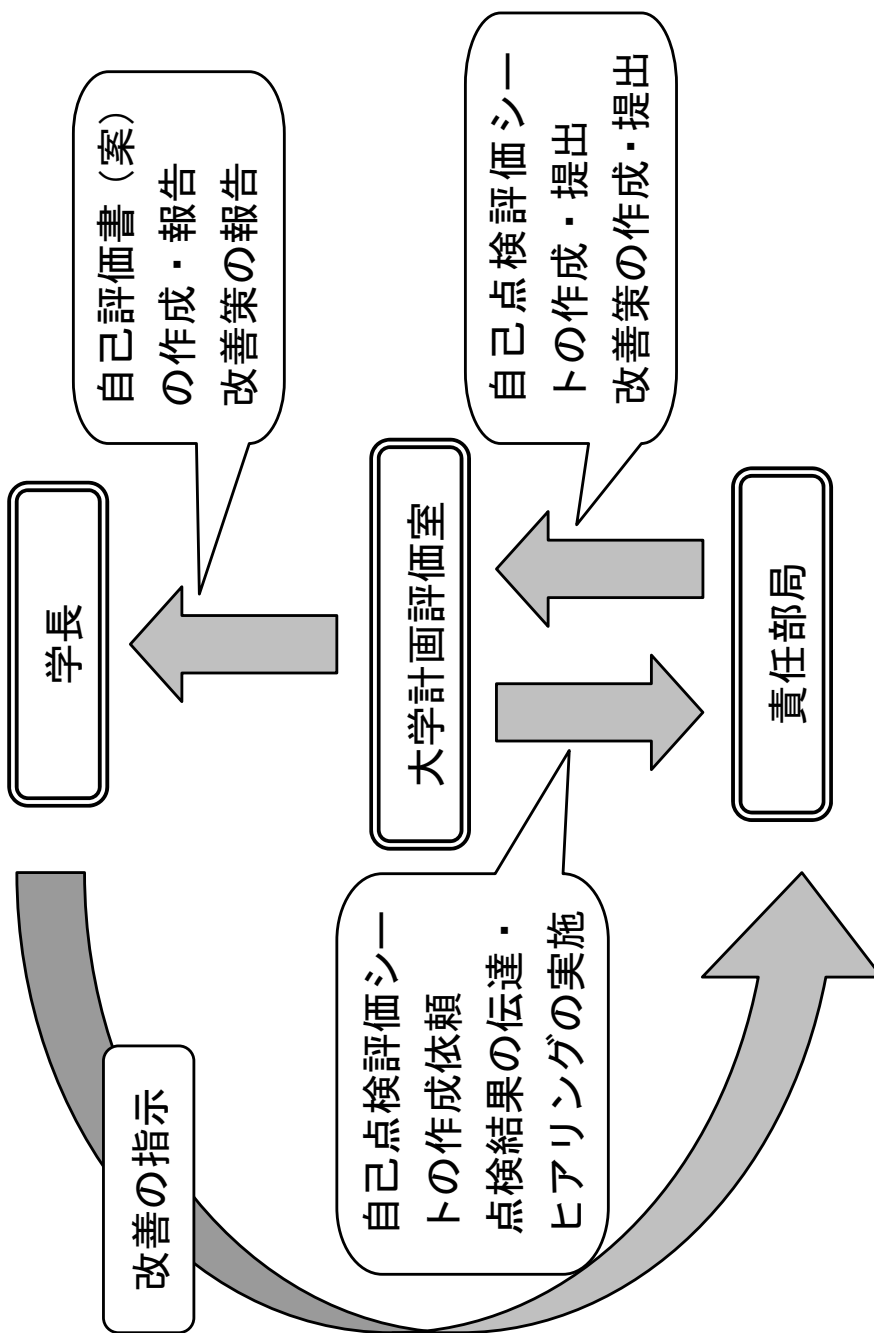 学長
自己評価書（案）
の作成・報告
改善策の報告
大学計画評価室
自己点検評価シー
トの作成・提出
改善策の作成・提出
責任部局
自己点検評価シー
トの作成依頼
点検結果の伝達・
ヒアリングの実施
改善の指示